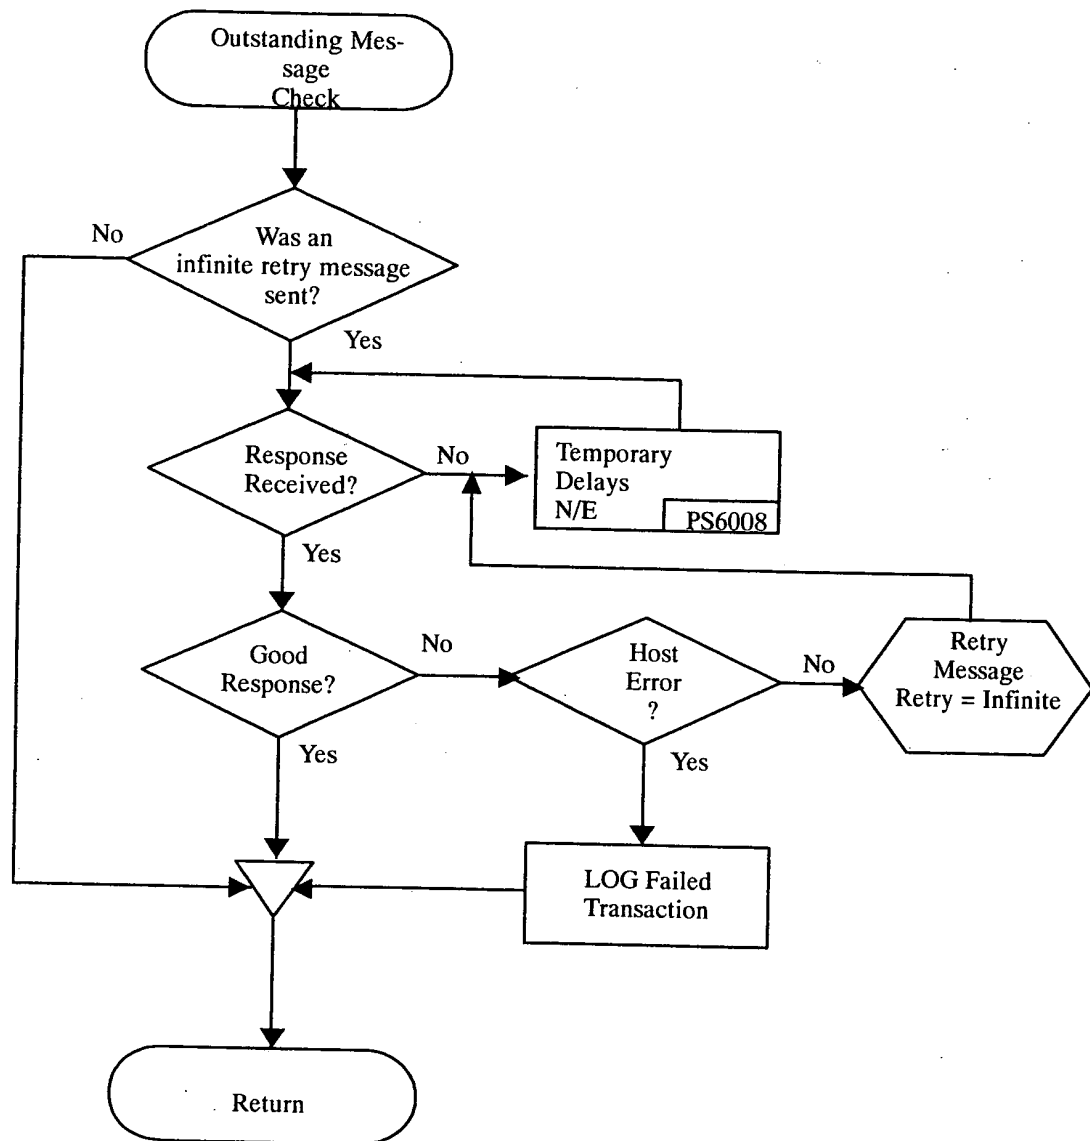 Outstanding Mes-
sage
Check
No
Was an
infinite retry message
sent?
Yes
Response
Received?
No
Temporary
Delays
N/E
PS6008
Yes
Good
Response?
No
Host
Error
?
No
Retry
Message
Retry = Infinite
Yes
Yes
LOG Failed
Transaction
Return